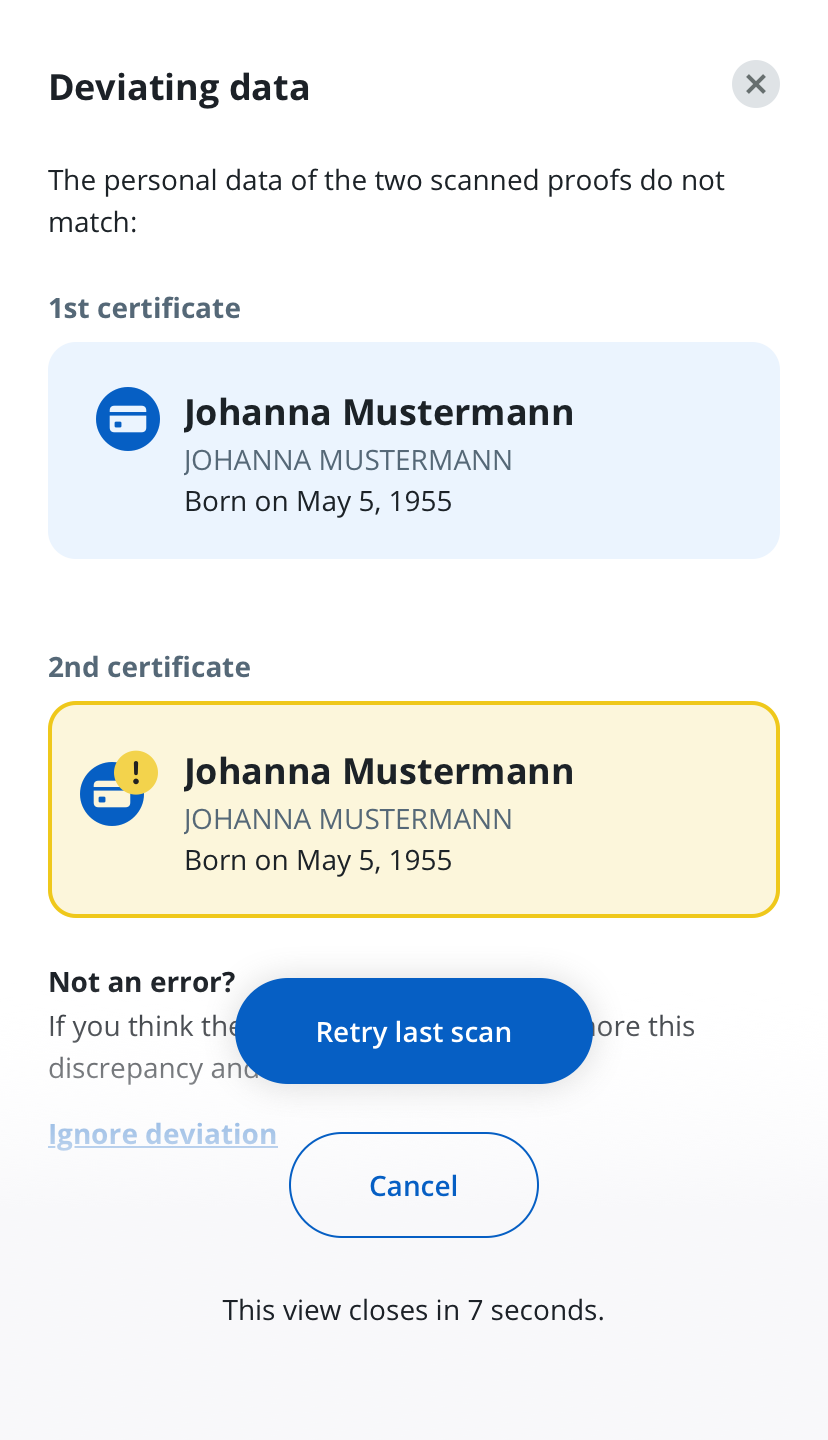 Deviating data
The personal data of the two scanned proofs do not
match:
1st certificate
Johanna Mustermann
JOHANNA MUSTERMANN
Born on May 5, 1955
2nd certificate
!
Johanna Mustermann
JOHANNA MUSTERMANN
Born on May 5, 1955
Not an error?
If you think the
this
discrepancy and
Retry last scan
Ignore deviation
Cancel
This view closes in 7 seconds.